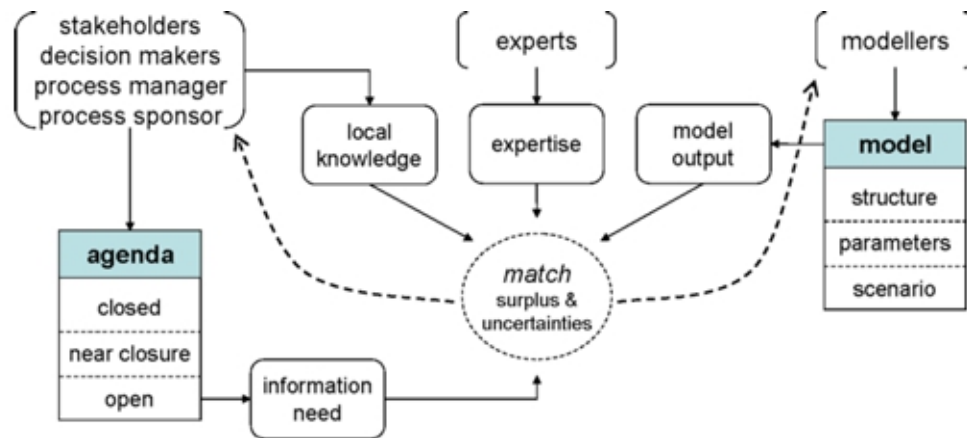 stakeholders
decision makers
process manager
process sponsor
experts
modellers
local
knowledge
expertise
model
output
model
structure
parameters
scenario
agenda
closed
near closure
open
match
surplus &
uncertainties
information
need